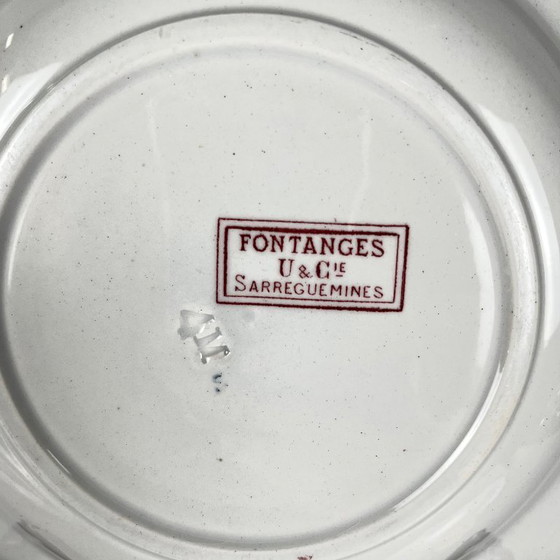 FONTANGES
U & CIE
SARREGUEMINES